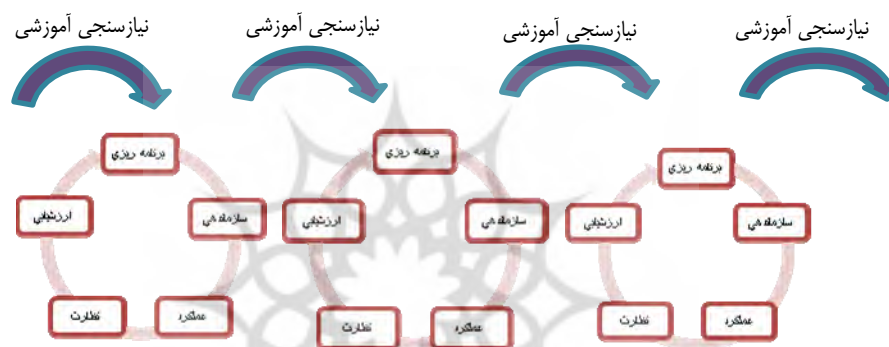 نیازسنجی آموزشی
نیازسنجی آموزشی
نیازسنجی آموزشی
نیازسنجی آموزشی
برنامه ریزی
سازماندهی
عملکرد
نظارت
ارزشیابی
برنامه ریزی
سازماندهی
عملکرد
نظارت
ارزشیابی
برنامه ریزی
سازماندهی
عملکرد
نظارت
ارزشیابی